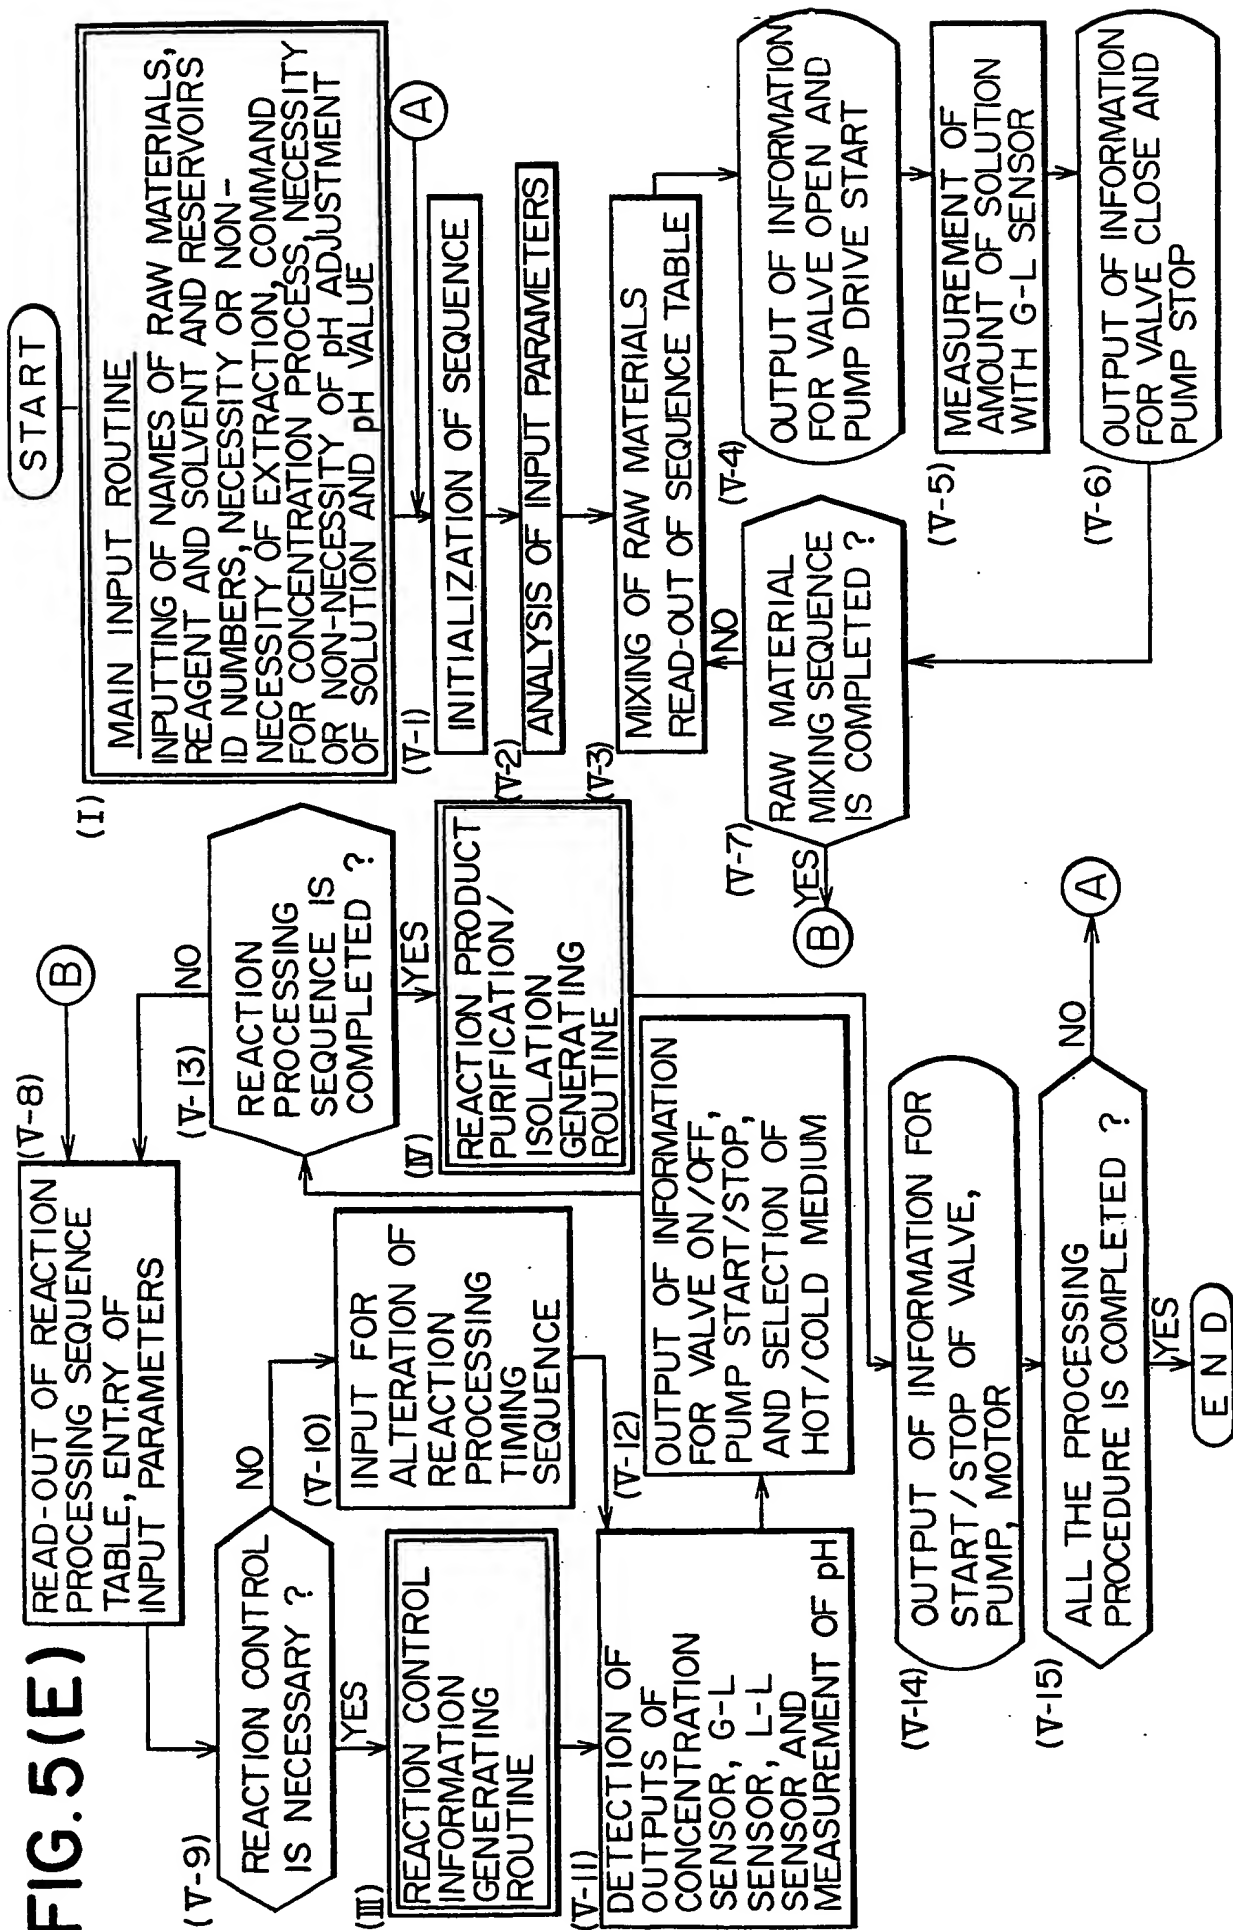 FIG. 5(E)
START
(I)
MAIN INPUT ROUTINE
INPUTTING OF NAMES OF RAW MATERIALS,
REAGENT AND SOLVENT AND RESERVOIRS
ID NUMBERS, NECESSITY OR NON-
NECESSITY OF EXTRACTION, COMMAND
FOR CONCENTRATION PROCESS, NECESSITY
OR NON-NECESSITY OF pH ADJUSTMENT
OF SOLUTION AND pH VALUE
A
(V-1)
INITIALIZATION OF SEQUENCE
(V-2)
ANALYSIS OF INPUT PARAMETERS
(V-3)
MIXING OF RAW MATERIALS
READ-OUT OF SEQUENCE TABLE
(V-4)
OUTPUT OF INFORMATION
FOR VALVE OPEN AND
PUMP DRIVE START
(V-5)
MEASUREMENT OF
AMOUNT OF SOLUTION
WITH G-L SENSOR
(V-6)
OUTPUT OF INFORMATION
FOR VALVE CLOSE AND
PUMP STOP
(V-7)
RAW MATERIAL
MIXING SEQUENCE
IS COMPLETED ?
NO
YES
B
B
(V-8)
READ-OUT OF REACTION
PROCESSING SEQUENCE
TABLE, ENTRY OF
INPUT PARAMETERS
(V-9)
REACTION CONTROL
IS NECESSARY ?
NO
YES
(V-10)
INPUT FOR
ALTERATION OF
REACTION
PROCESSING
TIMING
SEQUENCE
(III)
REACTION CONTROL
INFORMATION
GENERATING
ROUTINE
(V-11)
DETECTION OF
OUTPUTS OF
CONCENTRATION
SENSOR, G-L
SENSOR, L-L
SENSOR AND
MEASUREMENT OF pH
(V-12)
OUTPUT OF INFORMATION
FOR VALVE ON/OFF,
PUMP START/STOP,
AND SELECTION OF
HOT/COLD MEDIUM
(V-13)
REACTION
PROCESSING
SEQUENCE IS
COMPLETED ?
NO
YES
(IV)
REACTION PRODUCT
PURIFICATION/
ISOLATION
GENERATING
ROUTINE
(V-14)
OUTPUT OF INFORMATION FOR
START/STOP OF VALVE,
PUMP, MOTOR
(V-15)
ALL THE PROCESSING
PROCEDURE IS COMPLETED ?
NO
A
YES
END